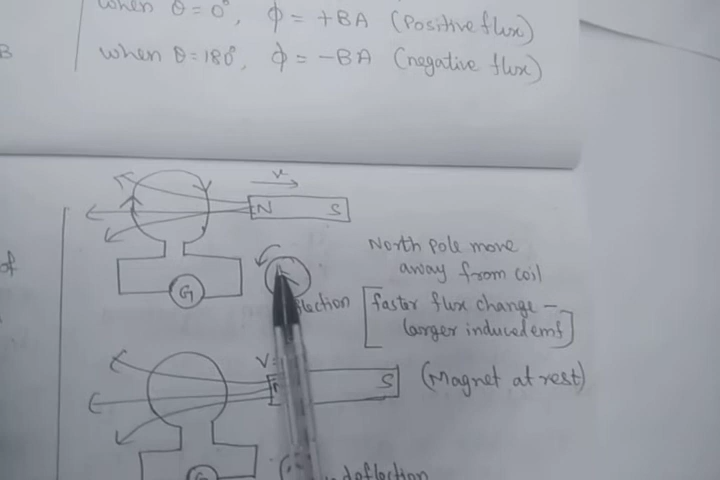 when θ=0°, ϕ = +BA (Positive flux)
B
when θ=180°, ϕ = -BA (negative flux)
v
N S
North pole move
away from coil
of
G
[faster flux change –
larger induced emf]
V
S
(Magnet at rest)
deflection